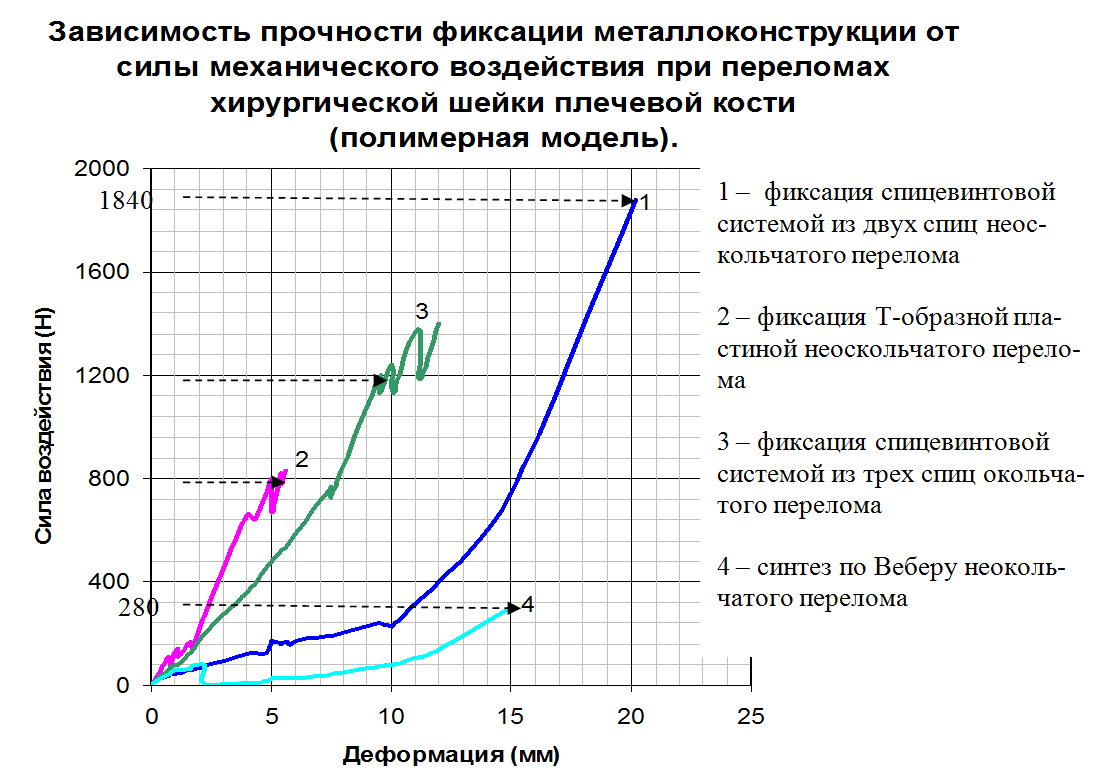 Зависимость прочности фиксации металлоконструкции от
силы механического воздействия при переломах
хирургической шейки плечевой кости
(полимерная модель).
2000
1840
1600
1200
800
400
280
0
Сила воздействия (Н)
0 5 10 15 20 25
Деформация (мм)
1
2
3
4
1 – фиксация спицевинтовой
системой из двух спиц неос-
кольчатого перелома
2 – фиксация Т-образной пла-
стиной неоскольчатого перело-
ма
3 – фиксация спицевинтовой
системой из трех спиц окольча-
того перелома
4 – синтез по Веберу неоколь-
чатого перелома